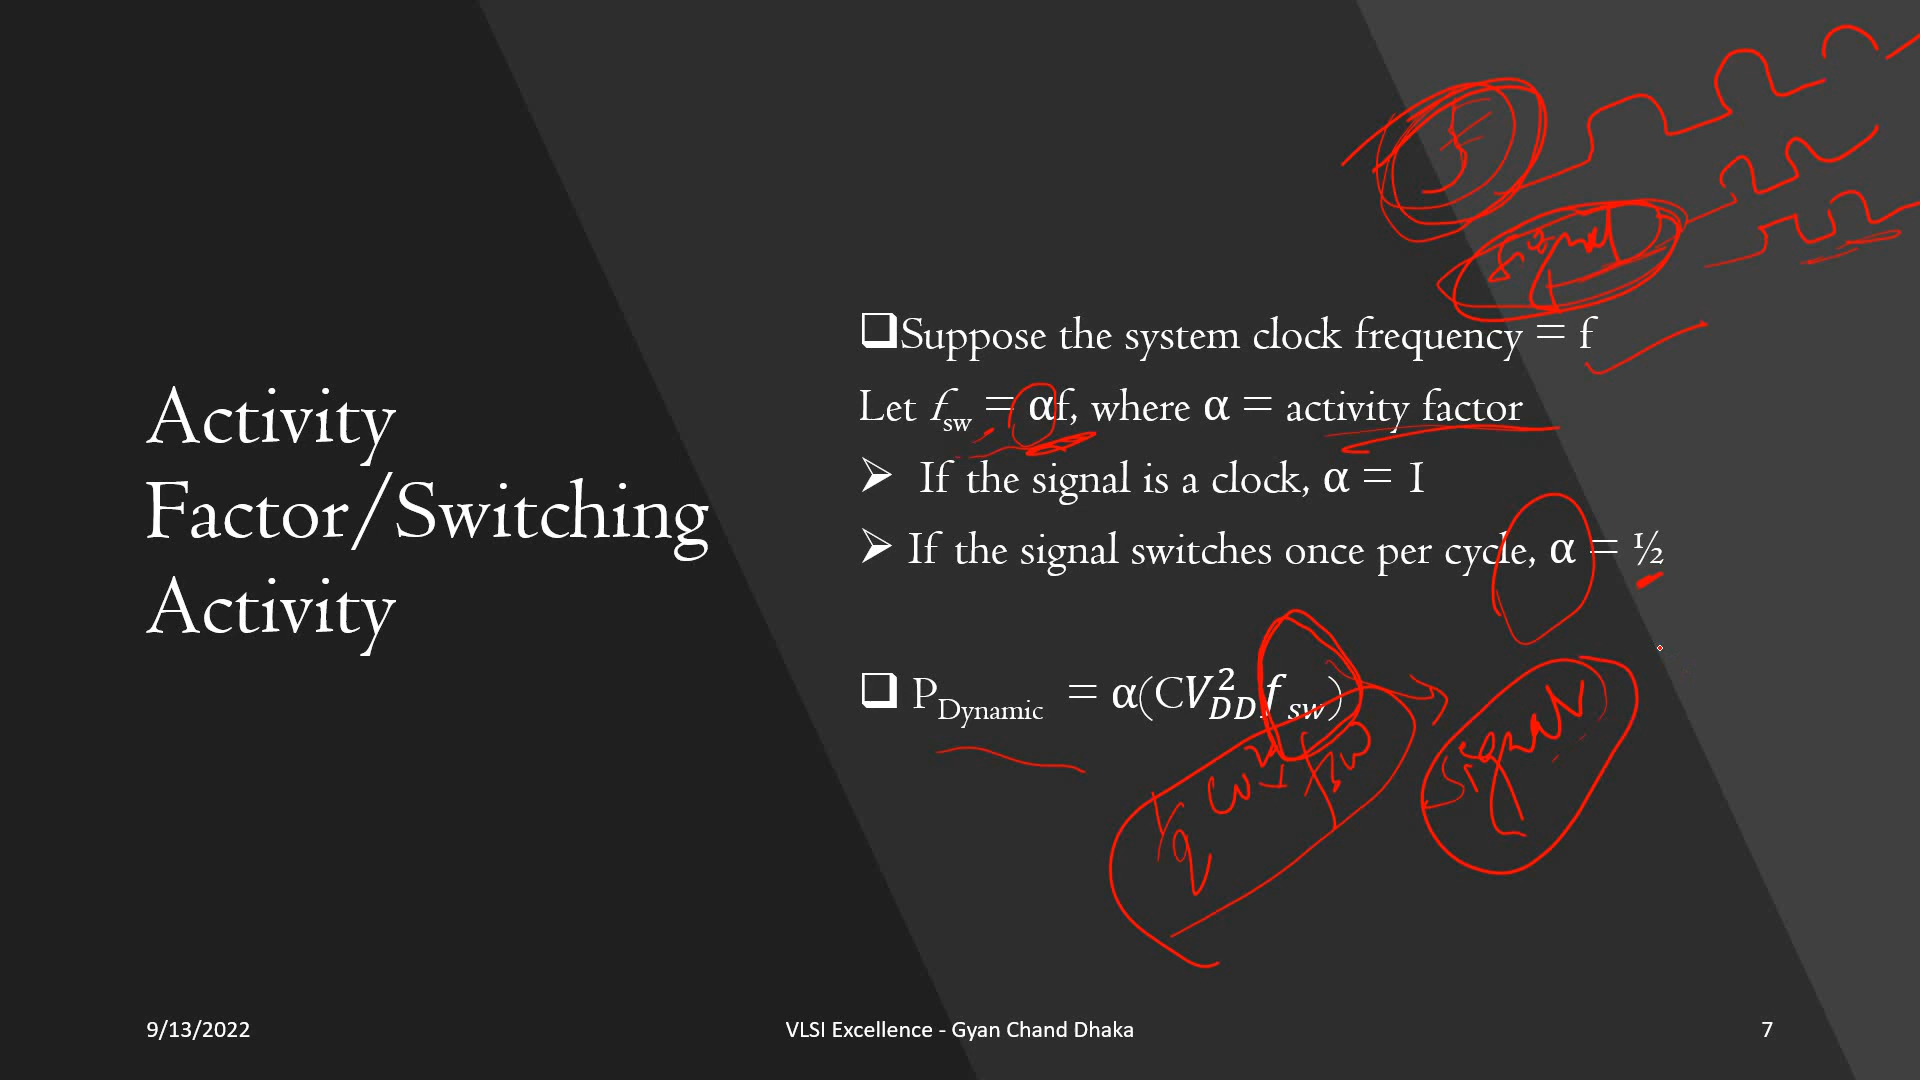 Activity
Factor/Switching
Activity
Suppose the system clock frequency = f
Let fsw = αf, where α = activity factor
➢ If the signal is a clock, α = 1
➢ If the signal switches once per cycle, α = ½
❑ PDynamic = α(CV²DD fsw)
signal
signal
9/13/2022
VLSI Excellence - Gyan Chand Dhaka
7